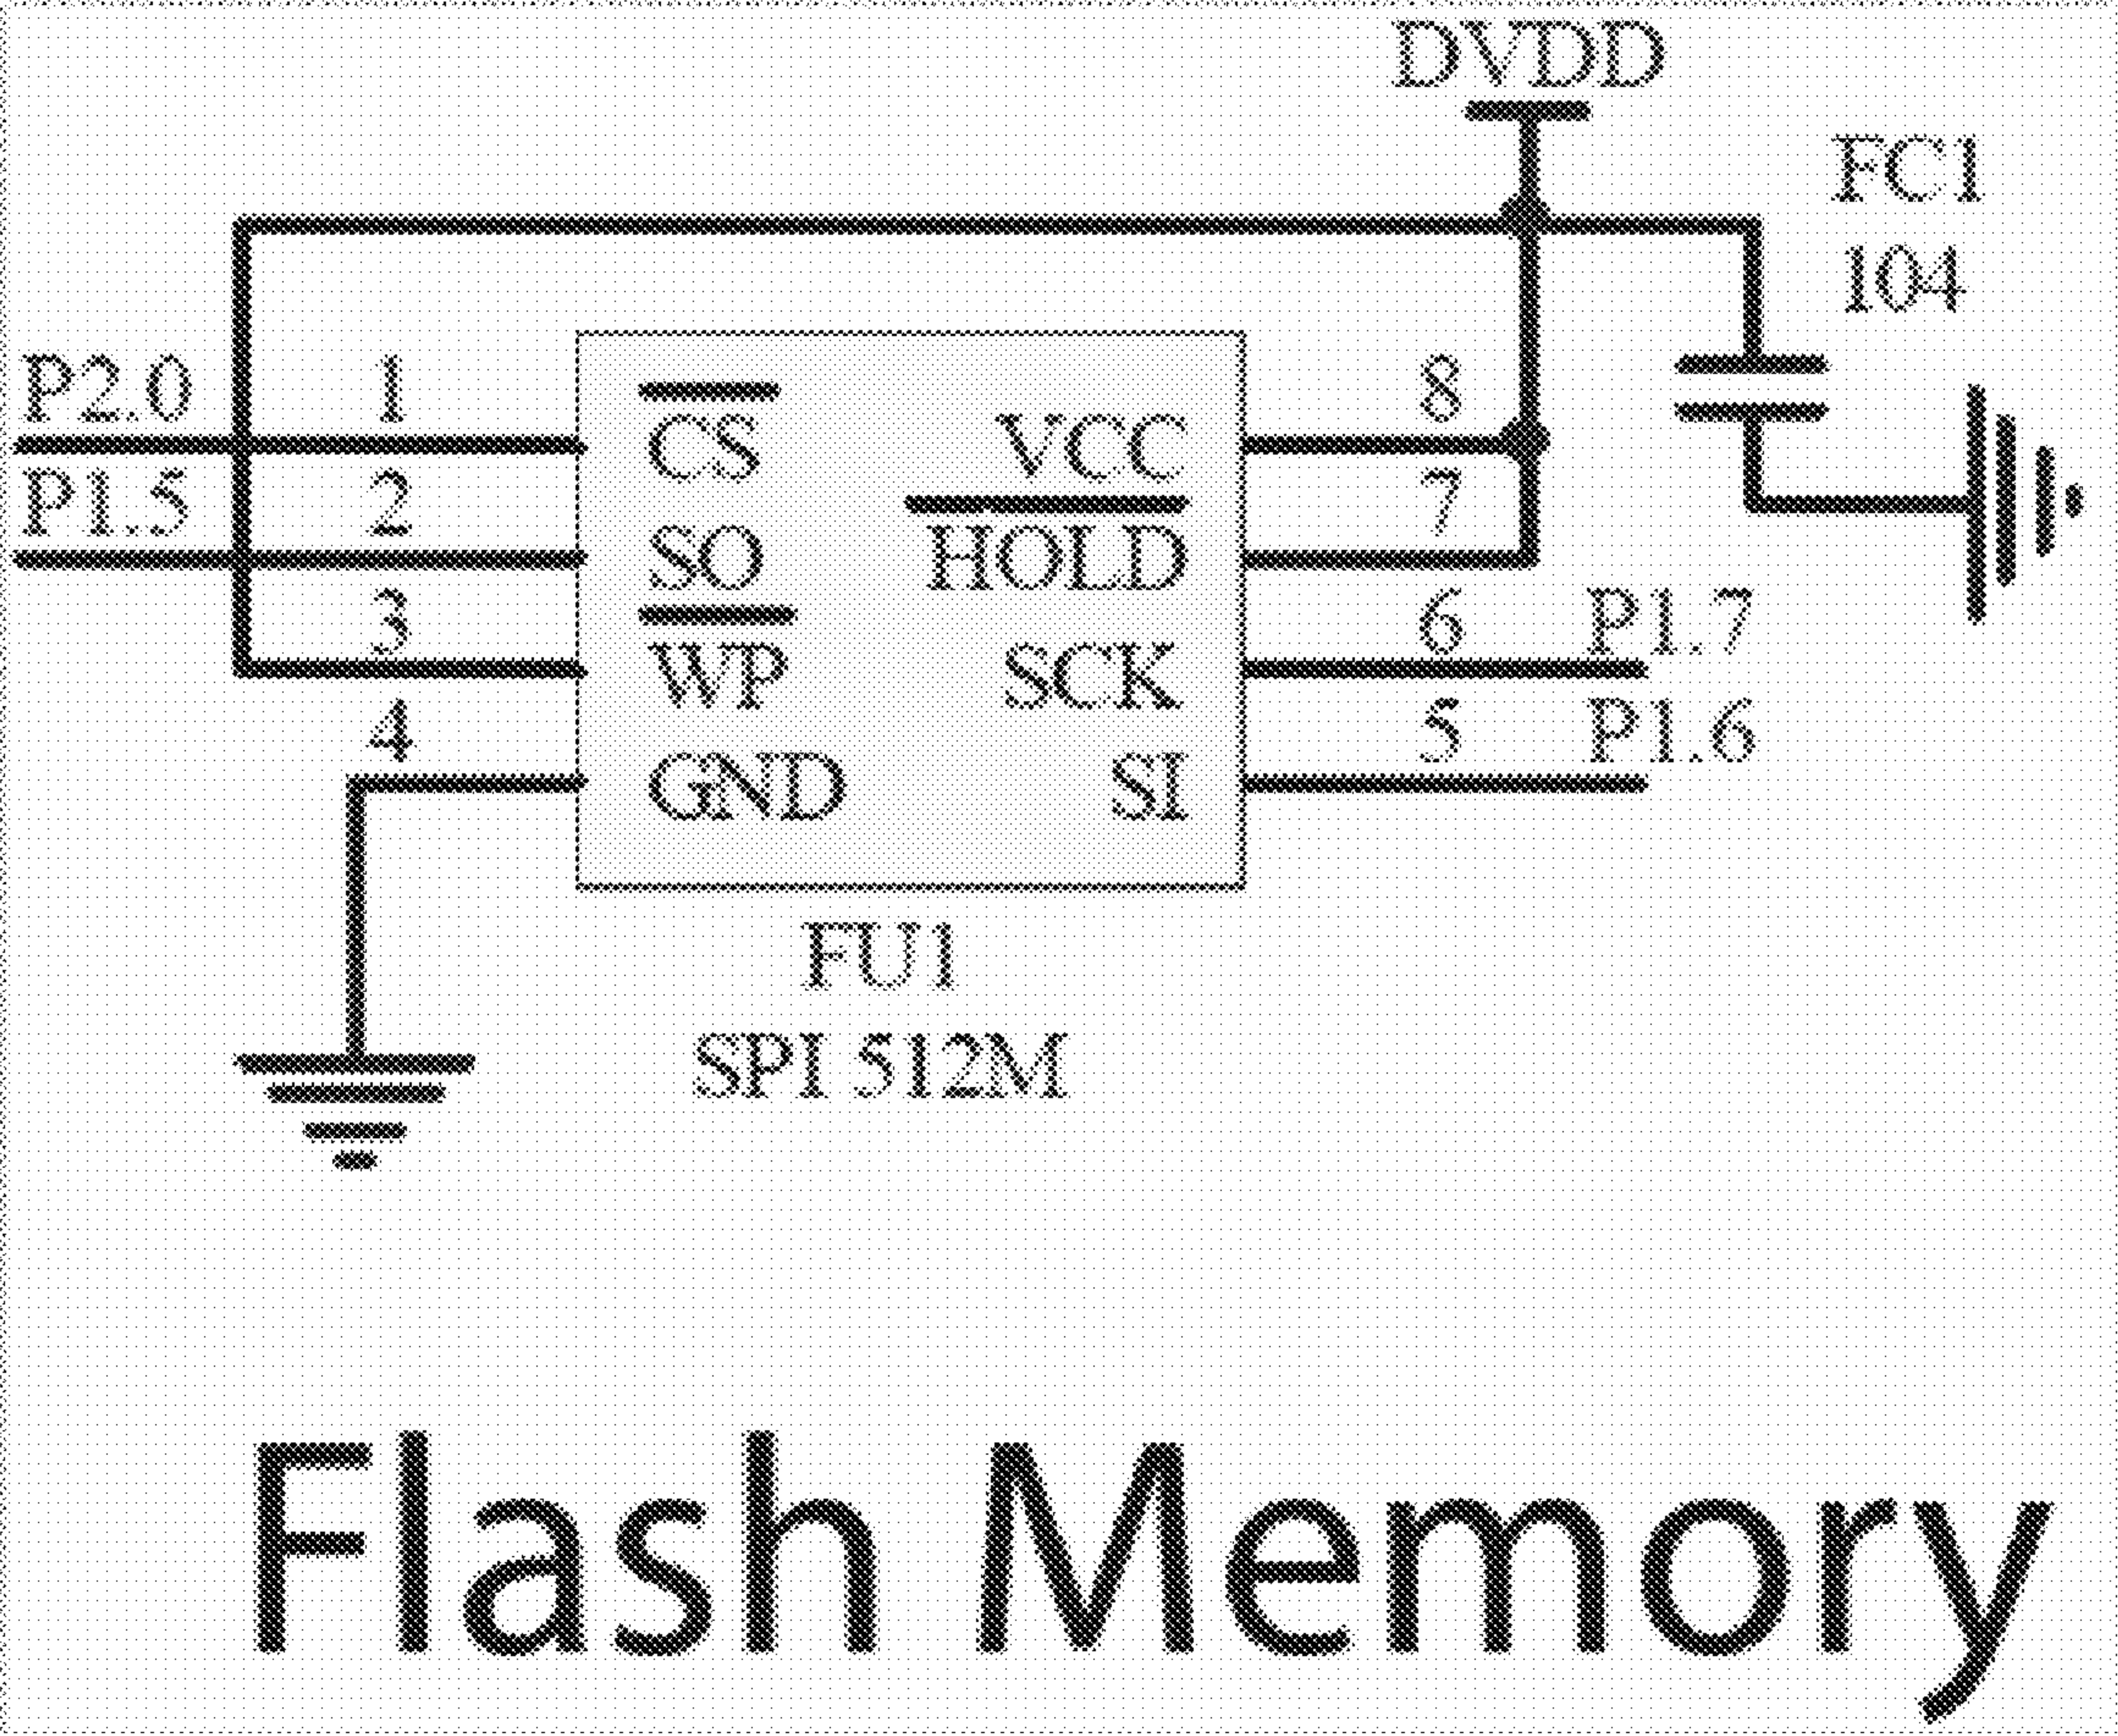 DVDD
FC1
104
P2.0 1 CS VCC 8
P1.5 2 SO HOLD 7
3 WP SCK 6 P1.7
4 GND SI 5 P1.6
FU1
SPI 512M
Flash Memory